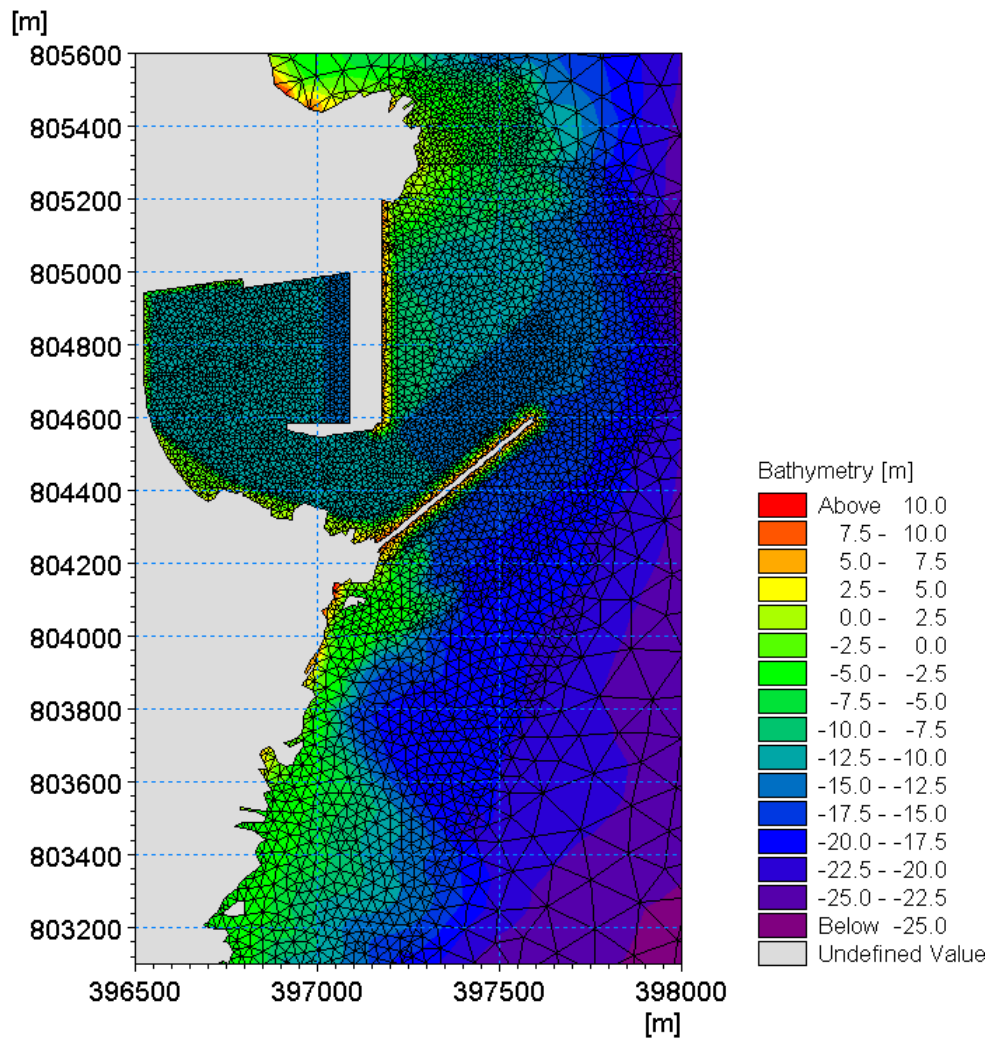 [m]
805600
805400
805200
805000
804800
804600
804400
804200
804000
803800
803600
803400
803200
396500 397000 397500 398000
[m]
Bathymetry [m]
Above 10.0
7.5 - 10.0
5.0 - 7.5
2.5 - 5.0
0.0 - 2.5
-2.5 - 0.0
-5.0 - -2.5
-7.5 - -5.0
-10.0 - -7.5
-12.5 - -10.0
-15.0 - -12.5
-17.5 - -15.0
-20.0 - -17.5
-22.5 - -20.0
-25.0 - -22.5
Below -25.0
Undefined Value